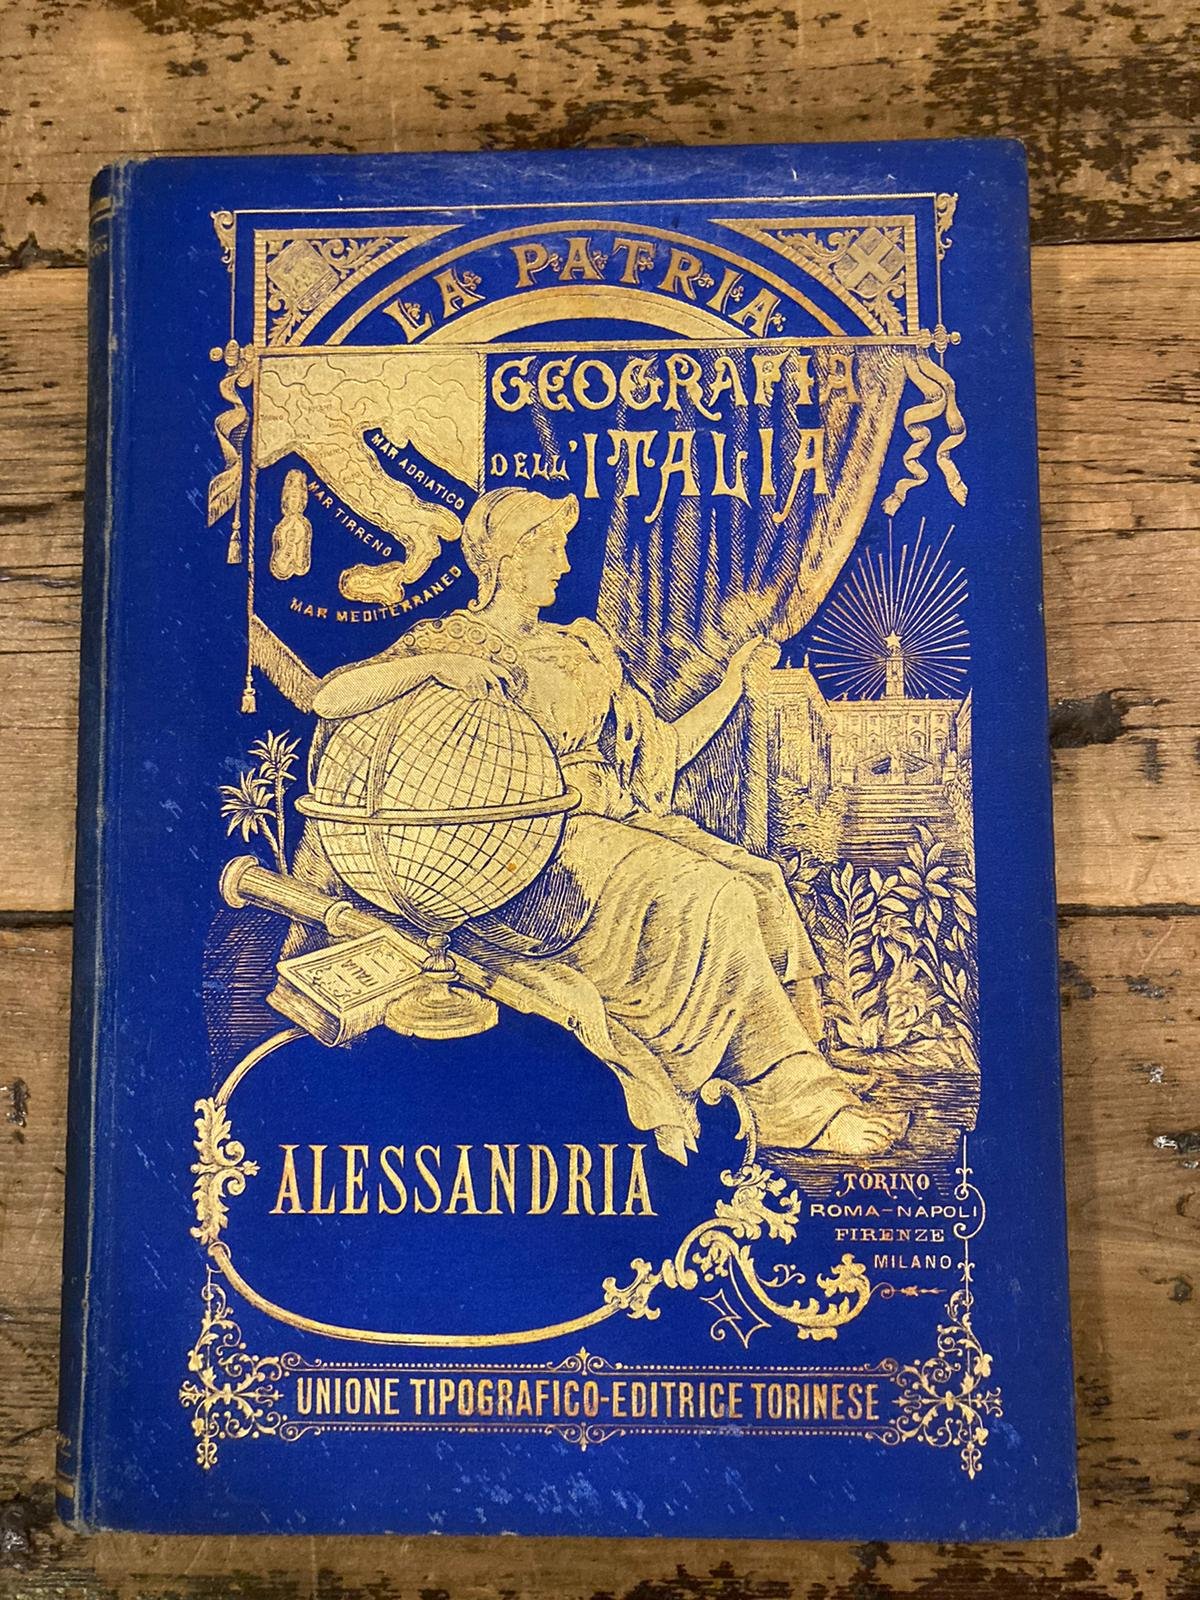 LA PATRIA
GEOGRAFIA
DELL'ITALIA
MAR ADRIATICO
MAR TIRRENO
MAR MEDITERRANEO
ITALIA
ALESSANDRIA
TORINO
ROMA-NAPOLI
FIRENZE
MILANO
UNIONE TIPOGRAFICO-EDITRICE TORINESE